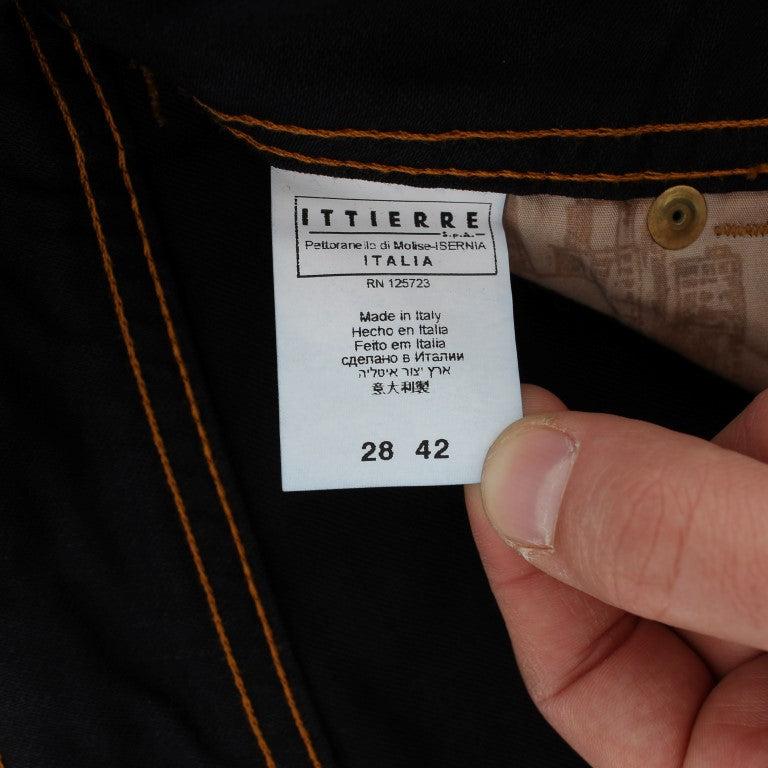 ITTIERRE
S.p.A.
Pettoranello di Molise-ISERNIA
ITALIA
RN 125723
Made in Italy
Hecho en Italia
Feito em Italia
сделано в Италии
ארץ יצור איטליה
意大利製
28 42